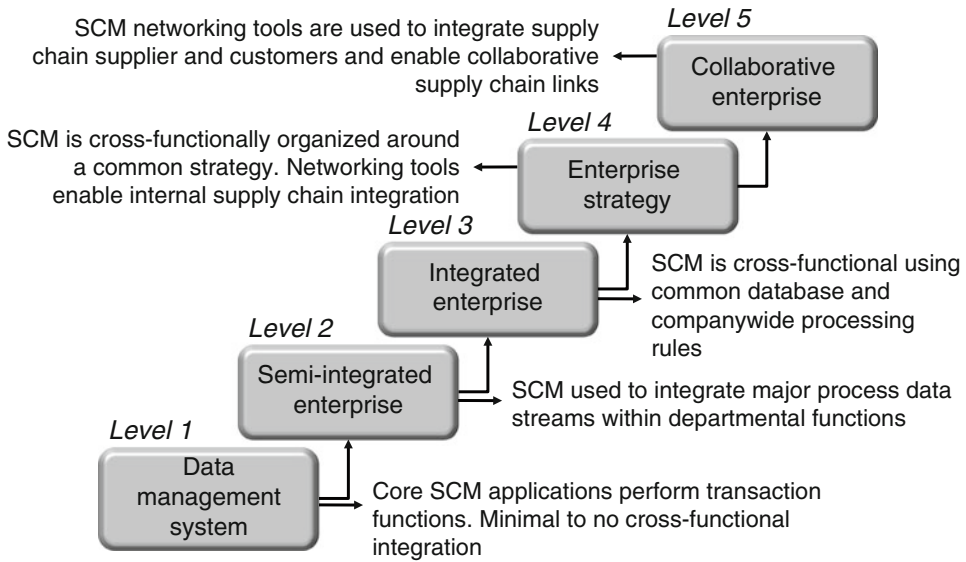 Level 5
SCM networking tools are used to integrate supply
chain supplier and customers and enable collaborative
supply chain links
Collaborative
enterprise
Level 4
SCM is cross-functionally organized around
a common strategy. Networking tools
enable internal supply chain integration
Enterprise
strategy
Level 3
Integrated
enterprise
SCM is cross-functional using
common database and
companywide processing
rules
Level 2
Semi-integrated
enterprise
SCM used to integrate major process data
streams within departmental functions
Level 1
Data
management
system
Core SCM applications perform transaction
functions. Minimal to no cross-functional
integration